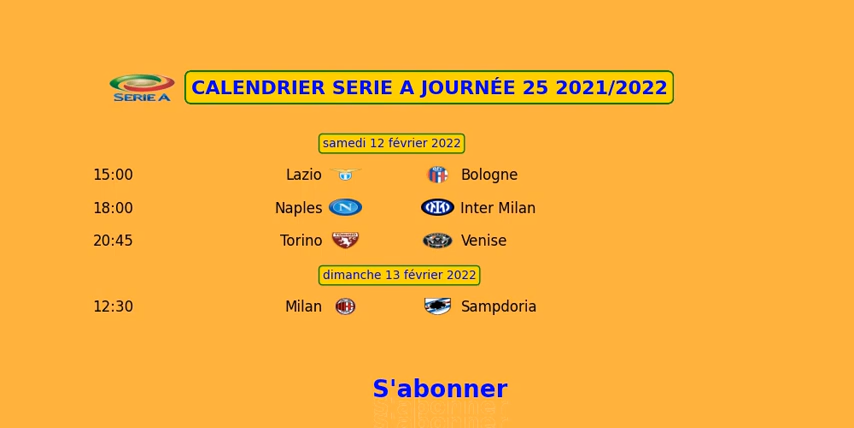 SERIE A
CALENDRIER SERIE A JOURNÉE 25 2021/2022
samedi 12 février 2022
15:00 Lazio Bologne
18:00 Naples Inter Milan
20:45 Torino Venise
dimanche 13 février 2022
12:30 Milan Sampdoria
S'abonner